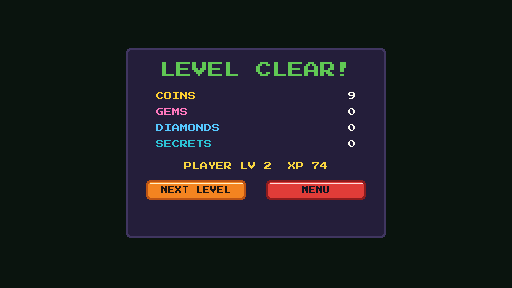 LEVEL CLEAR!
COINS 9
GEMS 0
DIAMONDS 0
SECRETS 0
PLAYER LV 2 XP 74
NEXT LEVEL MENU